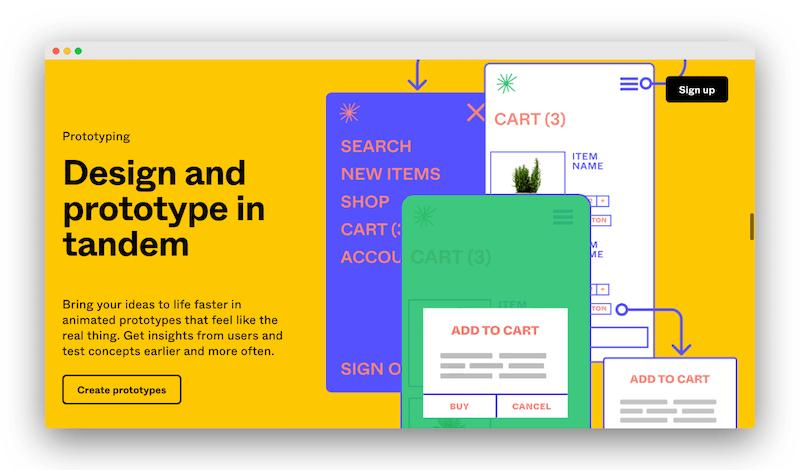 Sign up
Prototyping
Design and
prototype in
tandem
Bring your ideas to life faster in
animated prototypes that feel like the
real thing. Get insights from users and
test concepts earlier and more often.
Create prototypes
SEARCH
NEW ITEMS
SHOP
CART (3
ACCOU
SIGN O
CART (3)
ITEM
NAME
TON
ME
TON
CART (3)
ITEM
ADD TO CART
BUY
CANCEL
ADD TO CART